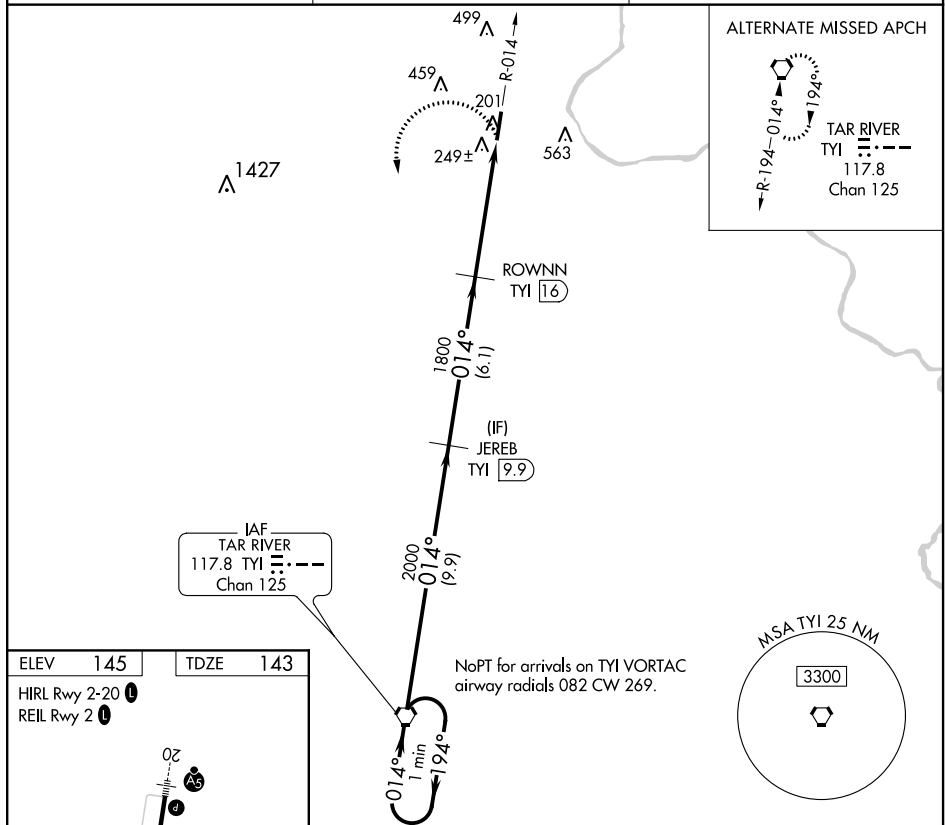 499
R-014
459
201
249±
563
1427
ALTERNATE MISSED APCH
014°
194°
R-194
TAR RIVER
TYI
117.8
Chan 125
ROWNN
TYI 16
1800
014°
(6.1)
(IF)
JEREB
TYI 9.9
IAF
TAR RIVER
117.8 TYI
Chan 125
2000
014°
(9.9)
NoPT for arrivals on TYI VORTAC
airway radials 082 CW 269.
014°
1 min
194°
MSA TYI 25 NM
3300
ELEV 145
TDZE 143
HIRL Rwy 2-20 L
REIL Rwy 2 L
20
A5
P